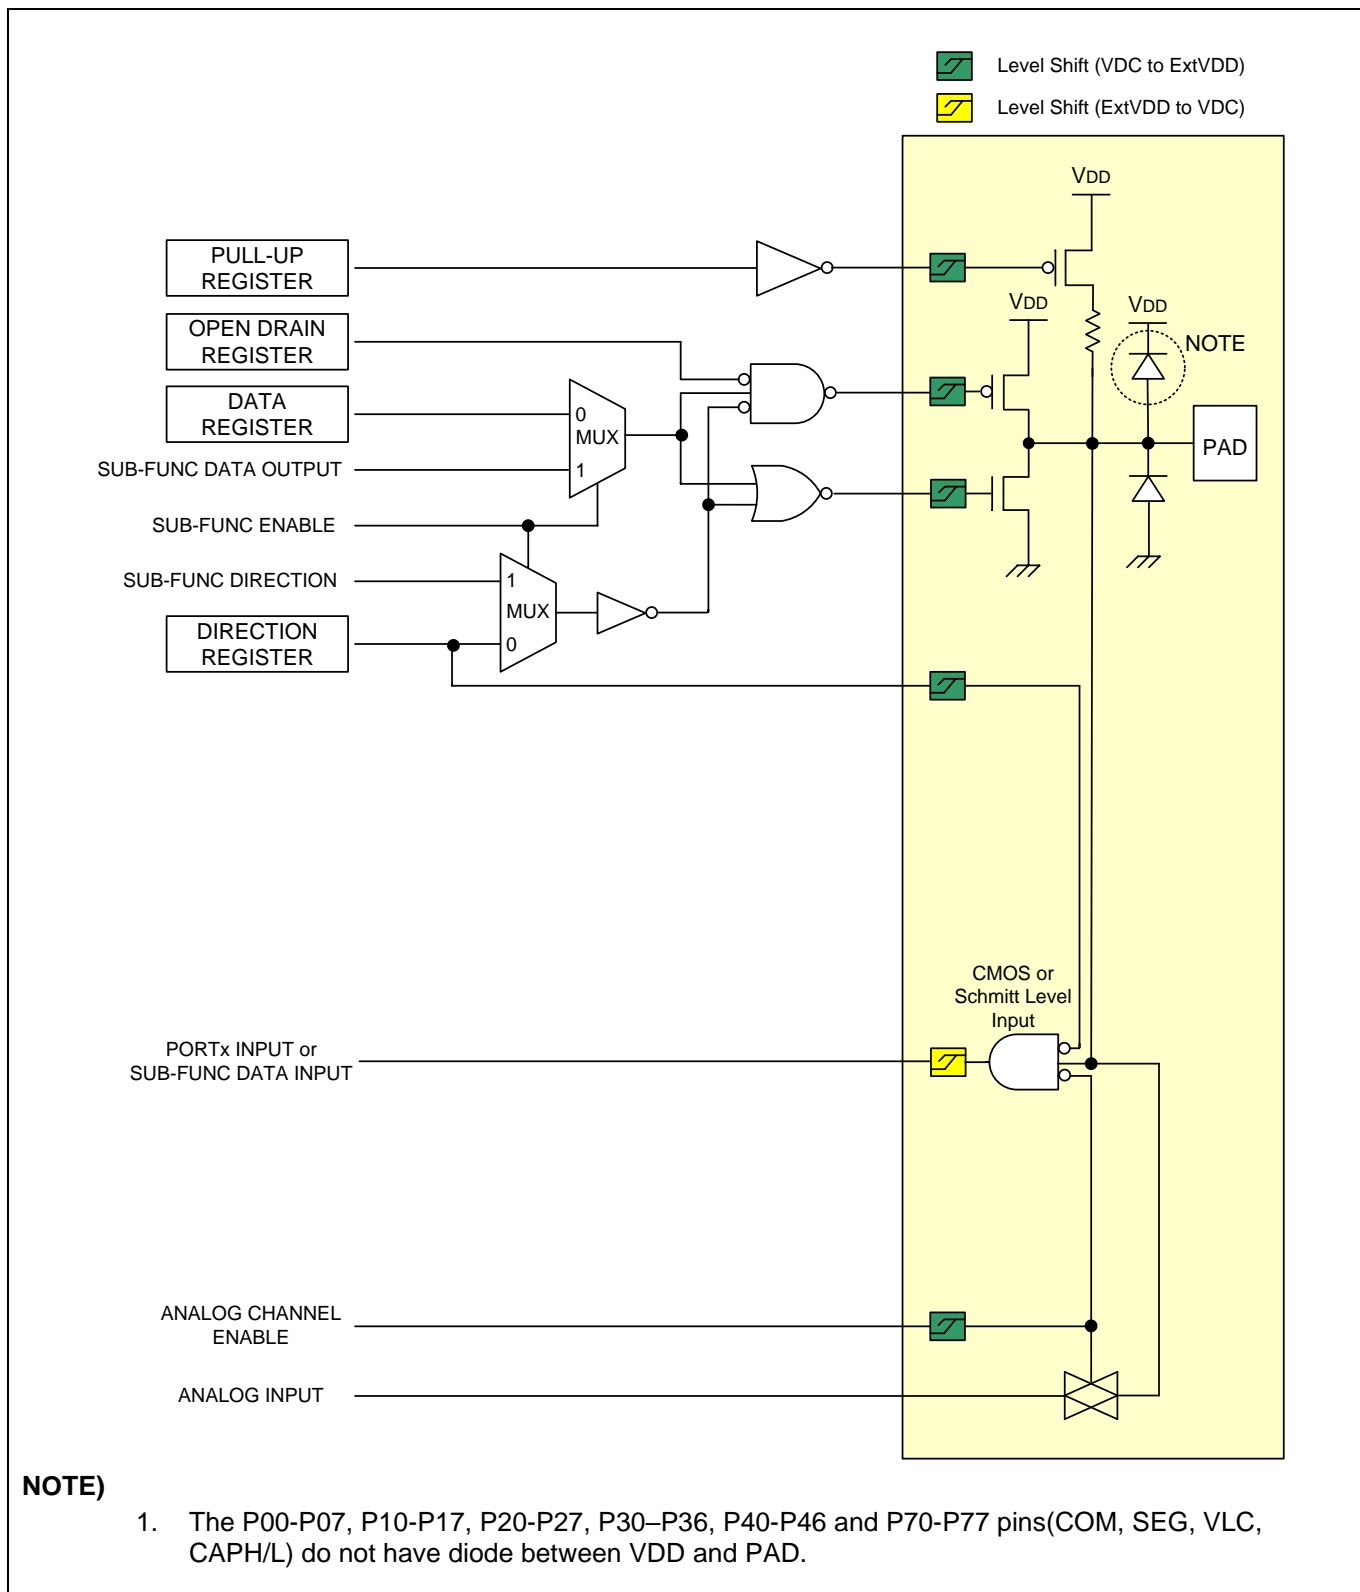 Level Shift (VDC to ExtVDD)
Level Shift (ExtVDD to VDC)
VDD
PULL-UP
REGISTER
VDD
VDD
OPEN DRAIN
REGISTER
NOTE
DATA
REGISTER
0
MUX
1
PAD
SUB-FUNC DATA OUTPUT
SUB-FUNC ENABLE
SUB-FUNC DIRECTION
1
MUX
0
DIRECTION
REGISTER
CMOS or
Schmitt Level
Input
PORTx INPUT or
SUB-FUNC DATA INPUT
ANALOG CHANNEL
ENABLE
ANALOG INPUT
NOTE)
1. The P00-P07, P10-P17, P20-P27, P30–P36, P40-P46 and P70-P77 pins(COM, SEG, VLC,
CAPH/L) do not have diode between VDD and PAD.